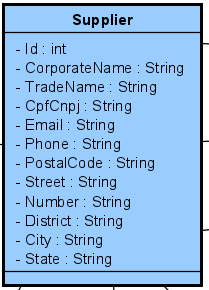 Supplier
- Id : int
- CorporateName : String
- TradeName : String
- CpfCnpj : String
- Email : String
- Phone : String
- PostalCode : String
- Street : String
- Number : String
- District : String
- City : String
- State : String